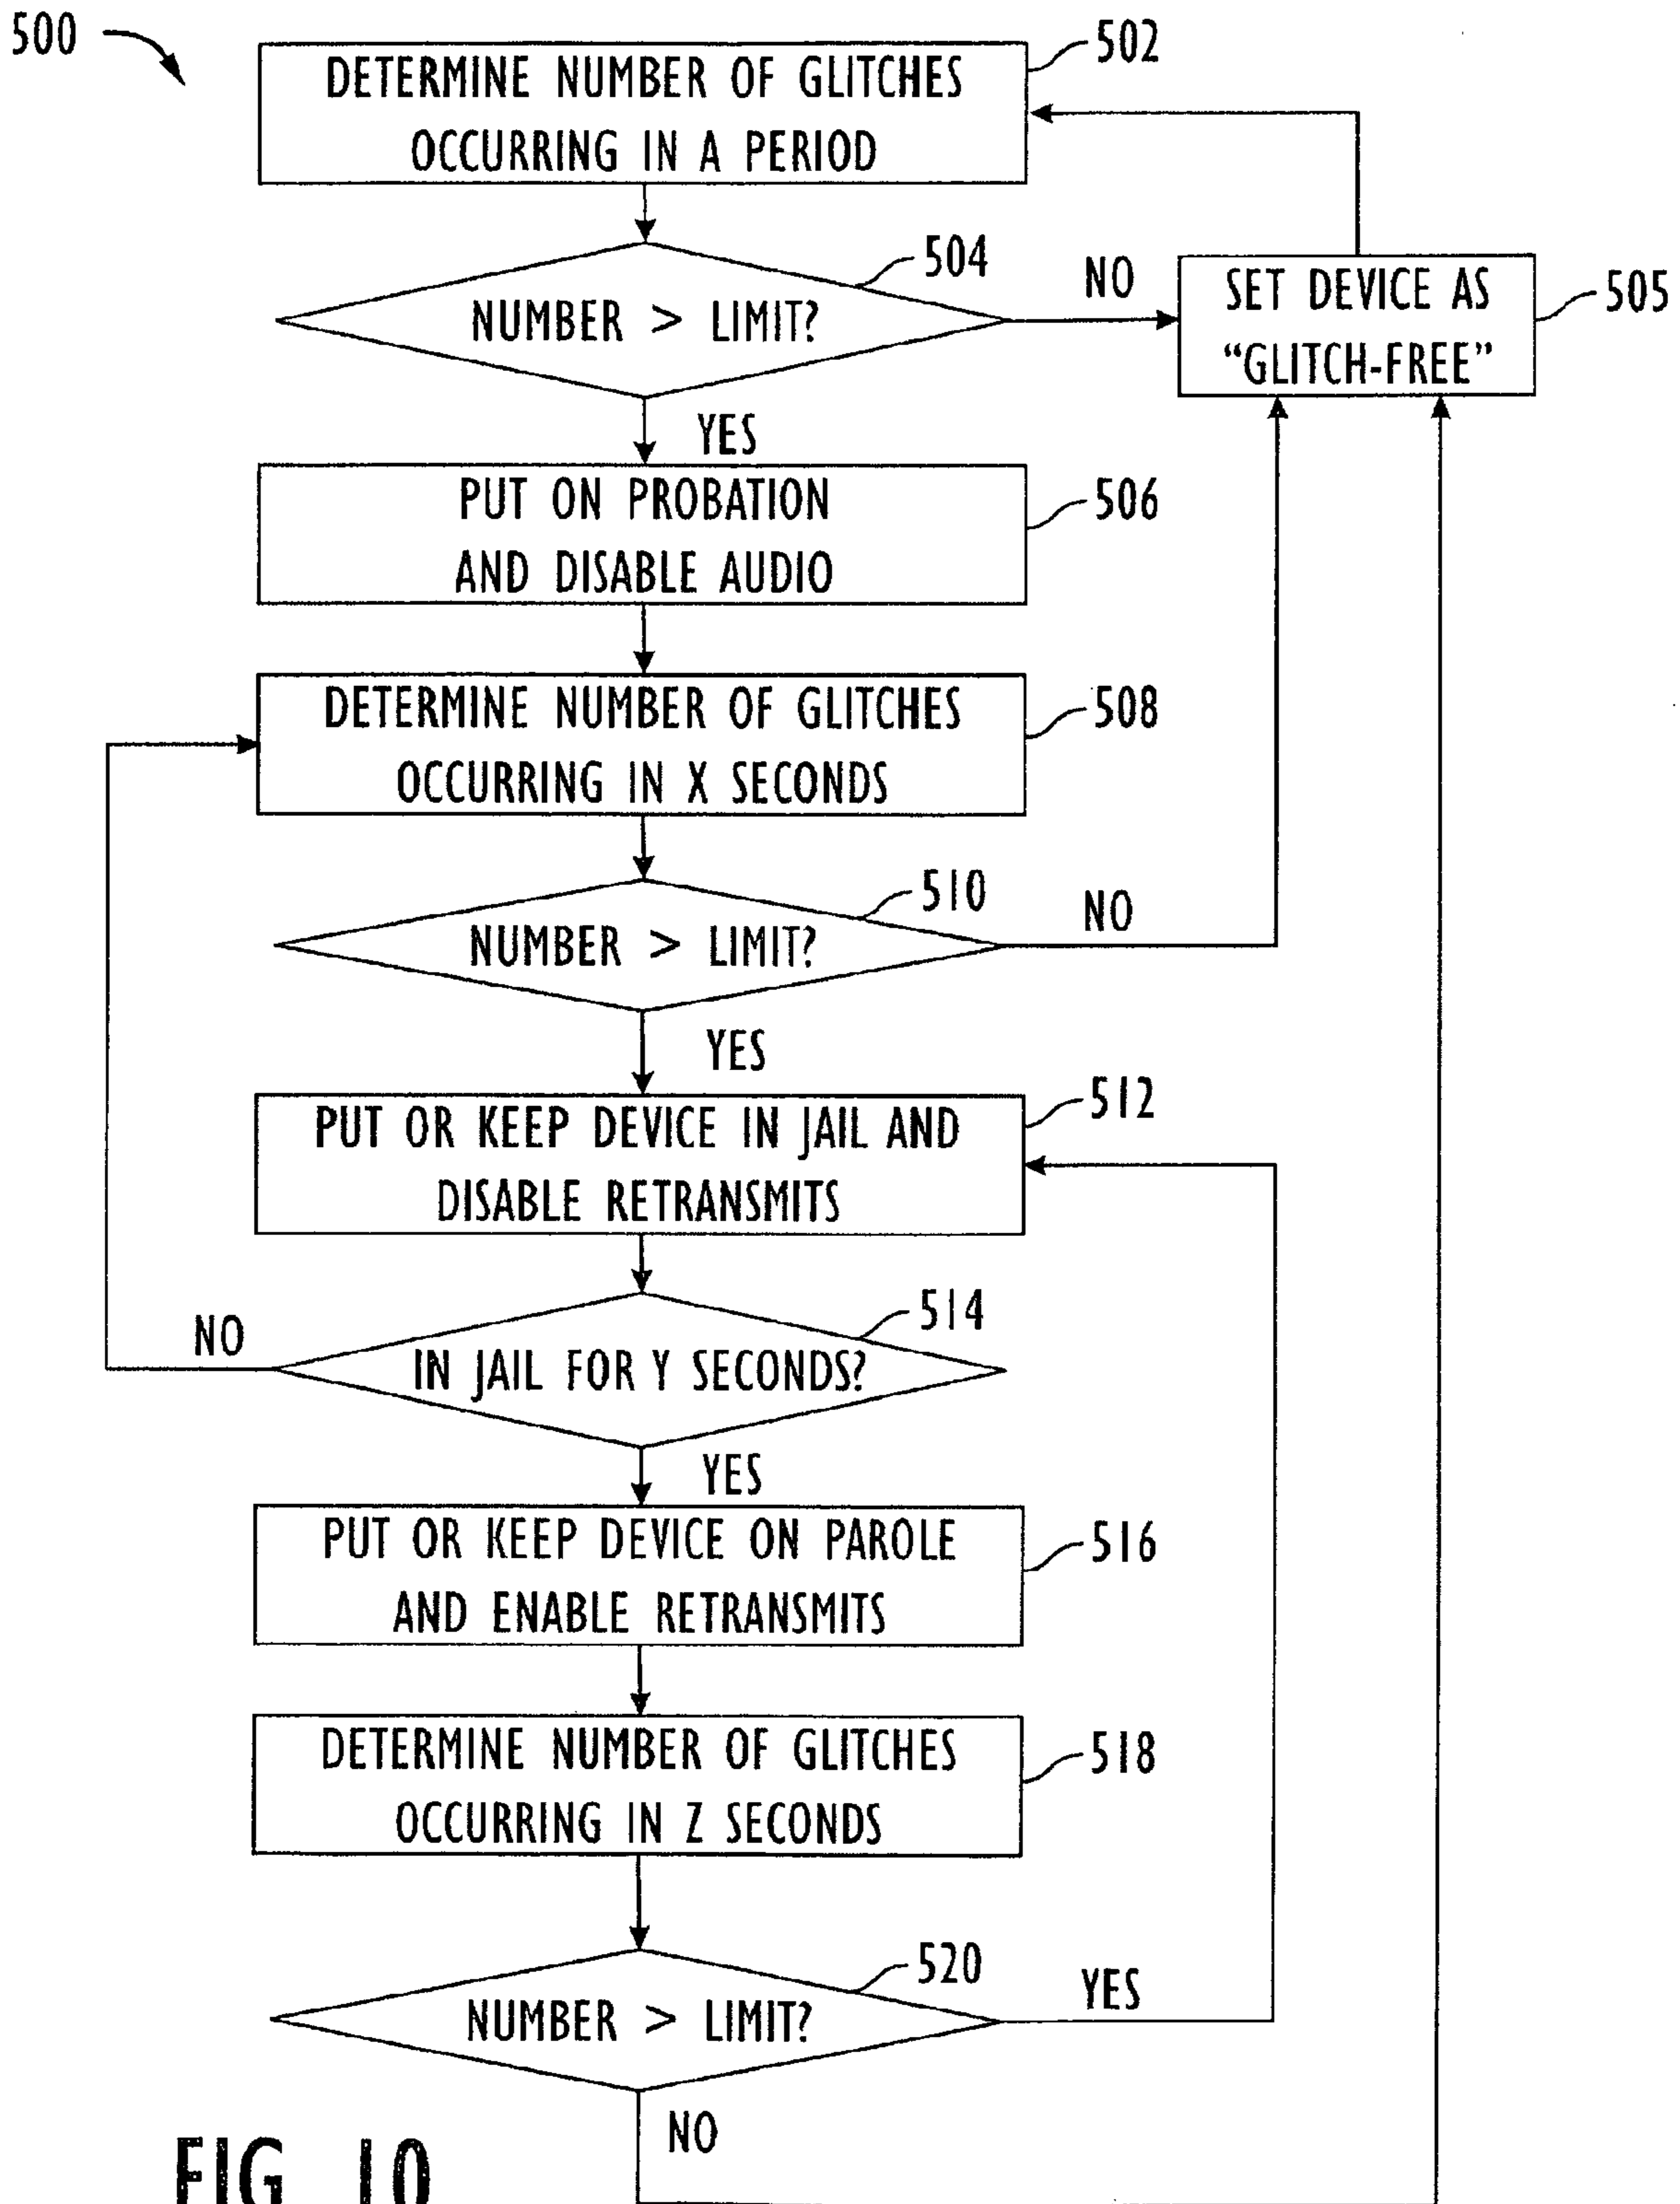 500
502
DETERMINE NUMBER OF GLITCHES
OCCURRING IN A PERIOD
504
NUMBER > LIMIT?
NO
SET DEVICE AS
“GLITCH-FREE”
505
YES
PUT ON PROBATION
AND DISABLE AUDIO
506
DETERMINE NUMBER OF GLITCHES
OCCURRING IN X SECONDS
508
510
NUMBER > LIMIT?
NO
YES
PUT OR KEEP DEVICE IN JAIL AND
DISABLE RETRANSMITS
512
514
NO
IN JAIL FOR Y SECONDS?
YES
PUT OR KEEP DEVICE ON PAROLE
AND ENABLE RETRANSMITS
516
DETERMINE NUMBER OF GLITCHES
OCCURRING IN Z SECONDS
518
520
NUMBER > LIMIT?
YES
NO
FIG 10